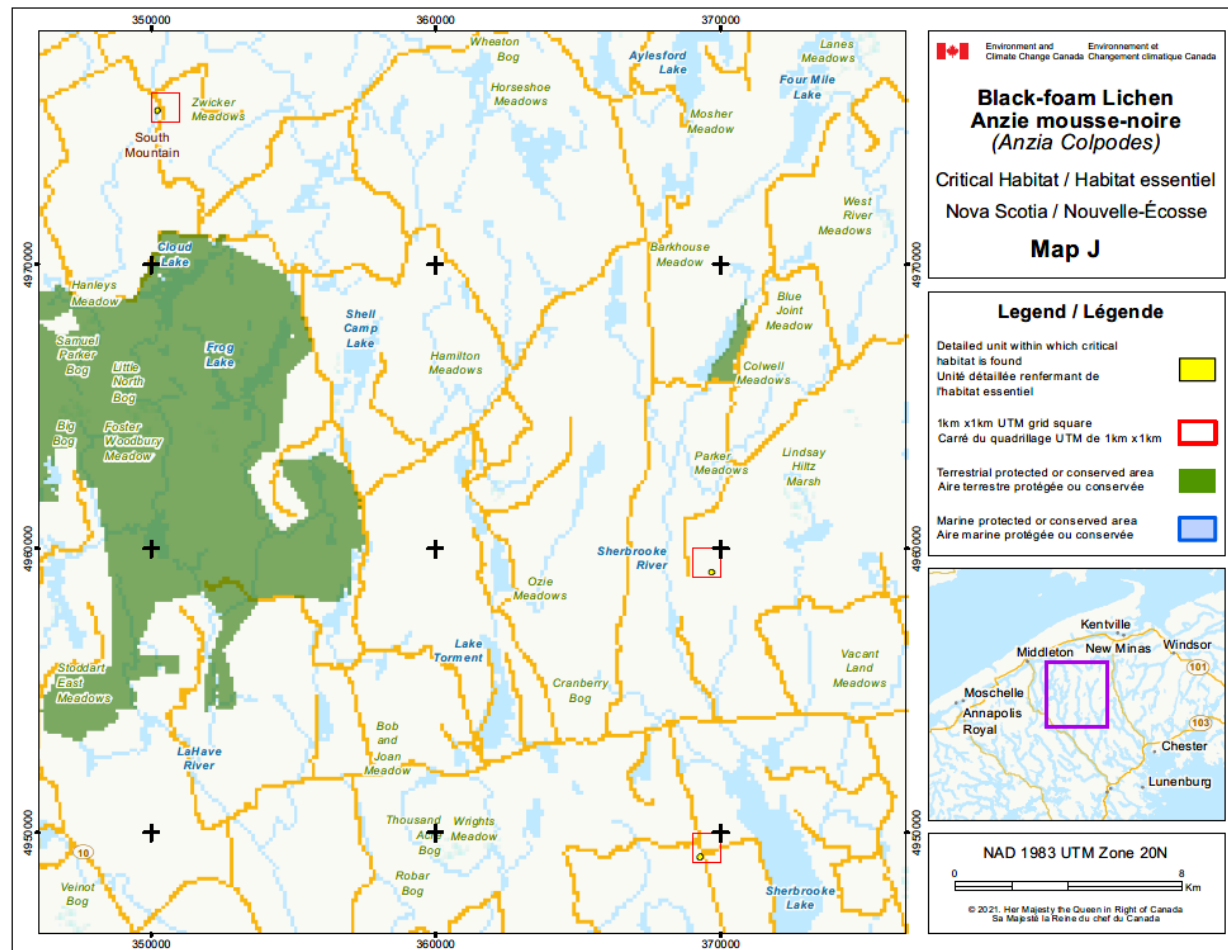 350000
360000
370000
Wheaton
Bog
Aylesford
Lake
Lanes
Meadows
Four Mile
Lake
Horseshoe
Meadows
Zwicker
Meadows
Mosher
Meadow
South
Mountain
West
River
Meadows
Cloud
Lake
Barkhouse
Meadow
4970000
4970000
Hanleys
Meadow
Blue
Joint
Meadow
Shell
Camp
Lake
Samuel
Parker
Bog
Frog
Lake
Little
North
Bog
Hamilton
Meadows
Colwell
Meadows
Big
Bog
Foster
Woodbury
Meadow
Parker
Meadows
Lindsay
Hiltz
Marsh
4960000
4960000
Sherbrooke
River
Ozie
Meadows
Lake
Torment
Vacant
Land
Meadows
Stoddart
East
Meadows
Cranberry
Bog
Bob
and
Joan
Meadow
LaHave
River
4950000
4950000
Thousand
Acre
Bog
Wrights
Meadow
10
Robar
Bog
Veinot
Bog
Sherbrooke
Lake
350000
360000
370000
Environment and
Climate Change Canada
Environnement et
Changement climatique Canada
Black-foam Lichen
Anzie mousse-noire
(Anzia Colpodes)
Critical Habitat / Habitat essentiel
Nova Scotia / Nouvelle-Écosse
Map J
Legend / Légende
Detailed unit within which critical
habitat is found
Unité détaillée renfermant de
l'habitat essentiel
1km x1km UTM grid square
Carré du quadrillage UTM de 1km x1km
Terrestrial protected or conserved area
Aire terrestre protégée ou conservée
Marine protected or conserved area
Aire marine protégée ou conservée
Kentville
New Minas
Windsor
Middleton
101
Moschelle
Annapolis
Royal
103
Chester
Lunenburg
NAD 1983 UTM Zone 20N
0
8
Km
© 2021. Her Majesty the Queen in Right of Canada
Sa Majesté la Reine du chef du Canada